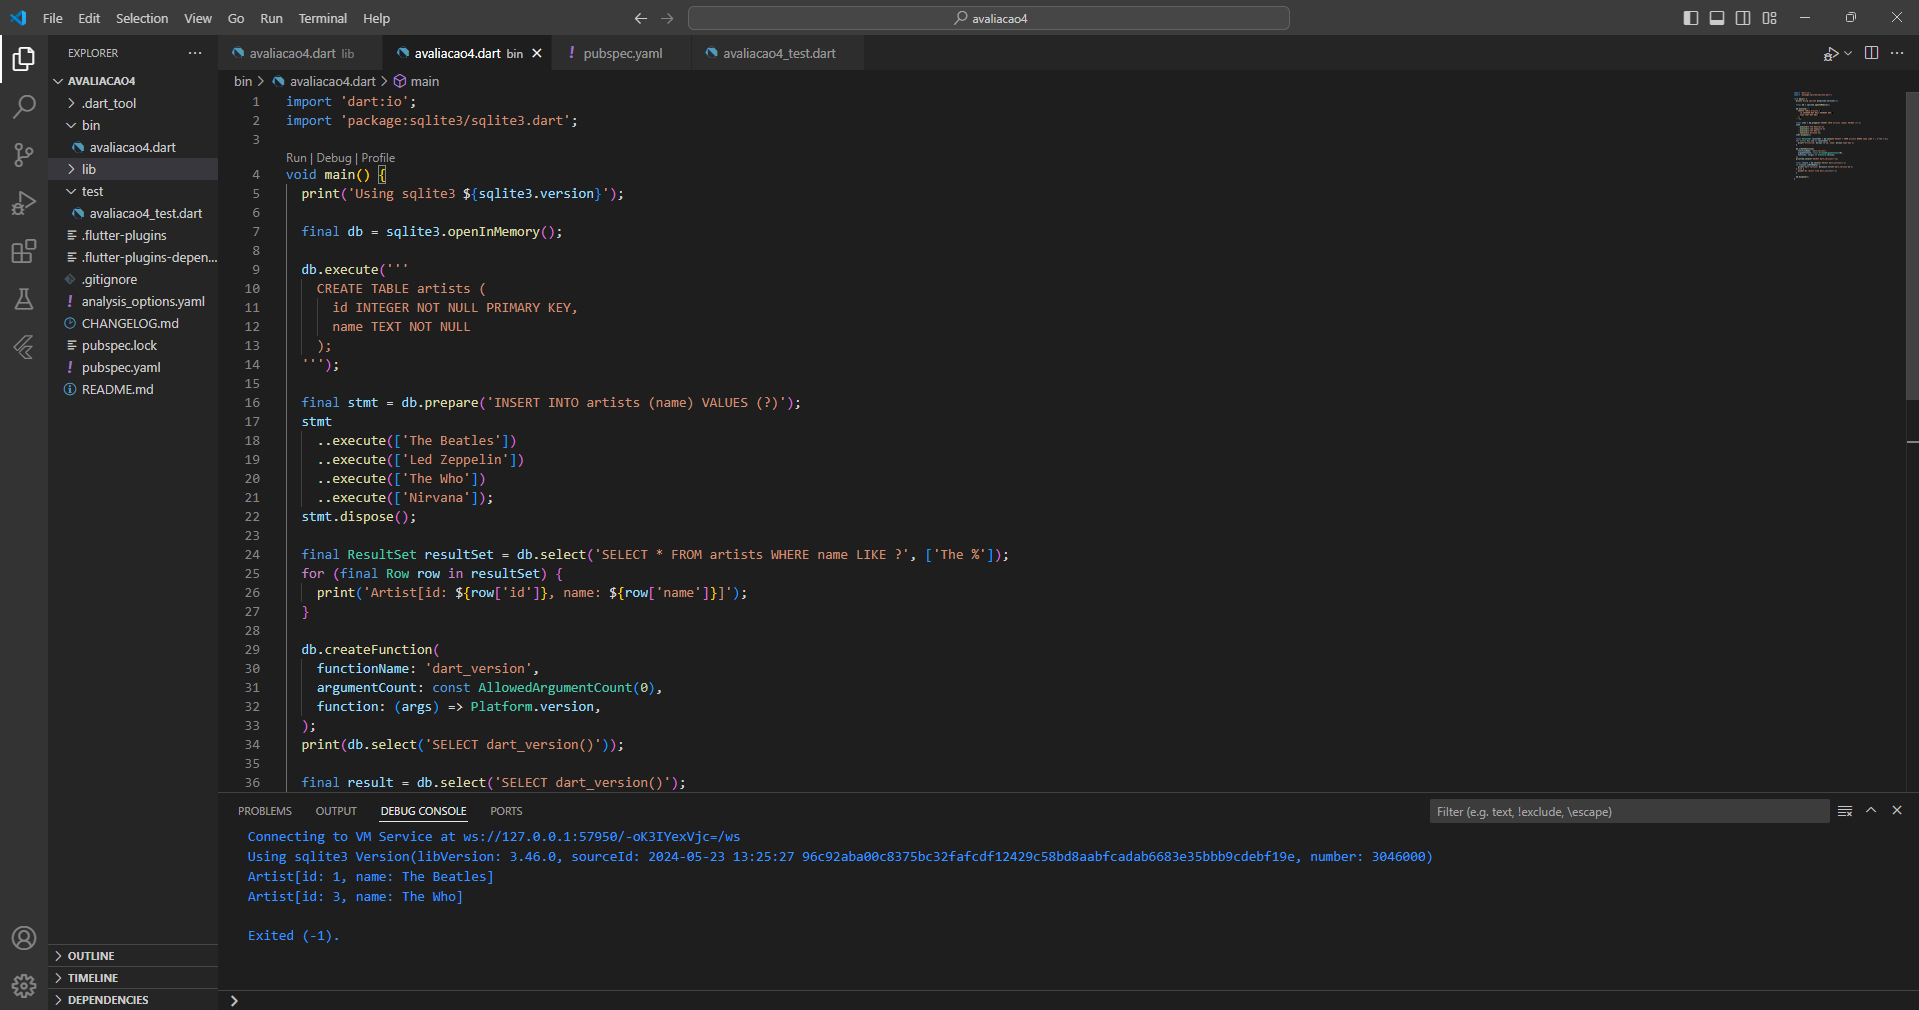 File Edit Selection View Go Run Terminal Help
avaliacao4
EXPLORER
avaliacao4.dart lib
avaliacao4.dart bin
pubspec.yaml
avaliacao4_test.dart
AVALIACAO4
.dart_tool
bin
avaliacao4.dart
lib
test
avaliacao4_test.dart
.flutter-plugins
.flutter-plugins-depen...
.gitignore
analysis_options.yaml
CHANGELOG.md
pubspec.lock
pubspec.yaml
README.md
OUTLINE
TIMELINE
DEPENDENCIES
bin > avaliacao4.dart > main
1 import 'dart:io';
2 import 'package:sqlite3/sqlite3.dart';
3
Run | Debug | Profile
4 void main() {
5 print('Using sqlite3 ${sqlite3.version}');
6
7 final db = sqlite3.openInMemory();
8
9 db.execute('''
10 CREATE TABLE artists (
11 id INTEGER NOT NULL PRIMARY KEY,
12 name TEXT NOT NULL
13 );
14 ''');
15
16 final stmt = db.prepare('INSERT INTO artists (name) VALUES (?)');
17 stmt
18 ..execute(['The Beatles'])
19 ..execute(['Led Zeppelin'])
20 ..execute(['The Who'])
21 ..execute(['Nirvana']);
22 stmt.dispose();
23
24 final ResultSet resultSet = db.select('SELECT * FROM artists WHERE name LIKE ?', ['The %']);
25 for (final Row row in resultSet) {
26 print('Artist[id: ${row['id']}, name: ${row['name']}]');
27 }
28
29 db.createFunction(
30 functionName: 'dart_version',
31 argumentCount: const AllowedArgumentCount(0),
32 function: (args) => Platform.version,
33 );
34 print(db.select('SELECT dart_version()'));
35
36 final result = db.select('SELECT dart_version()');
PROBLEMS OUTPUT DEBUG CONSOLE PORTS
Filter (e.g. text, !exclude, \escape)
Connecting to VM Service at ws://127.0.0.1:57950/-oK3IYexVjc=/ws
Using sqlite3 Version(libVersion: 3.46.0, sourceId: 2024-05-23 13:25:27 96c92aba00c8375bc32fafcdf12429c58bd8aabfcadab6683e35bbb9cdebf19e, number: 3046000)
Artist[id: 1, name: The Beatles]
Artist[id: 3, name: The Who]
Exited (-1).